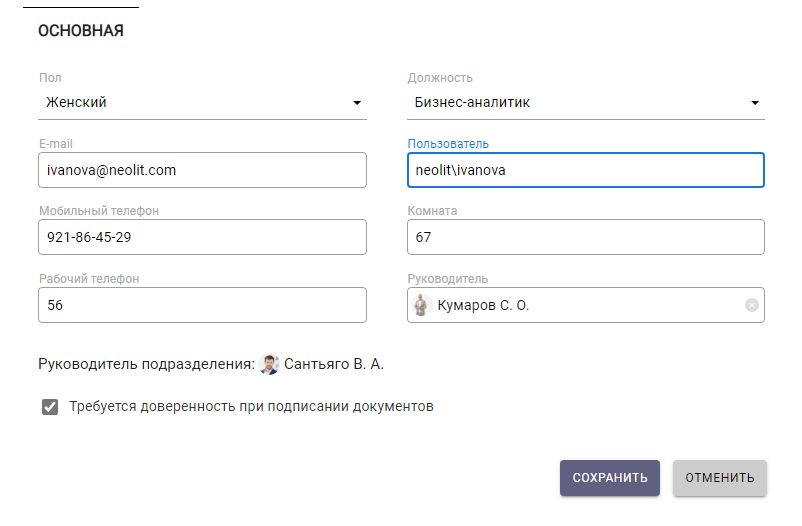 ОСНОВНАЯ
Пол
Женский
Должность
Бизнес-аналитик
E-mail
ivanova@neolit.com
Пользователь
neolit\ivanova
Мобильный телефон
921-86-45-29
Комната
67
Рабочий телефон
56
Руководитель
Кумаров С. О.
Руководитель подразделения: Сантьяго В. А.
Требуется доверенность при подписании документов
СОХРАНИТЬ
ОТМЕНИТЬ